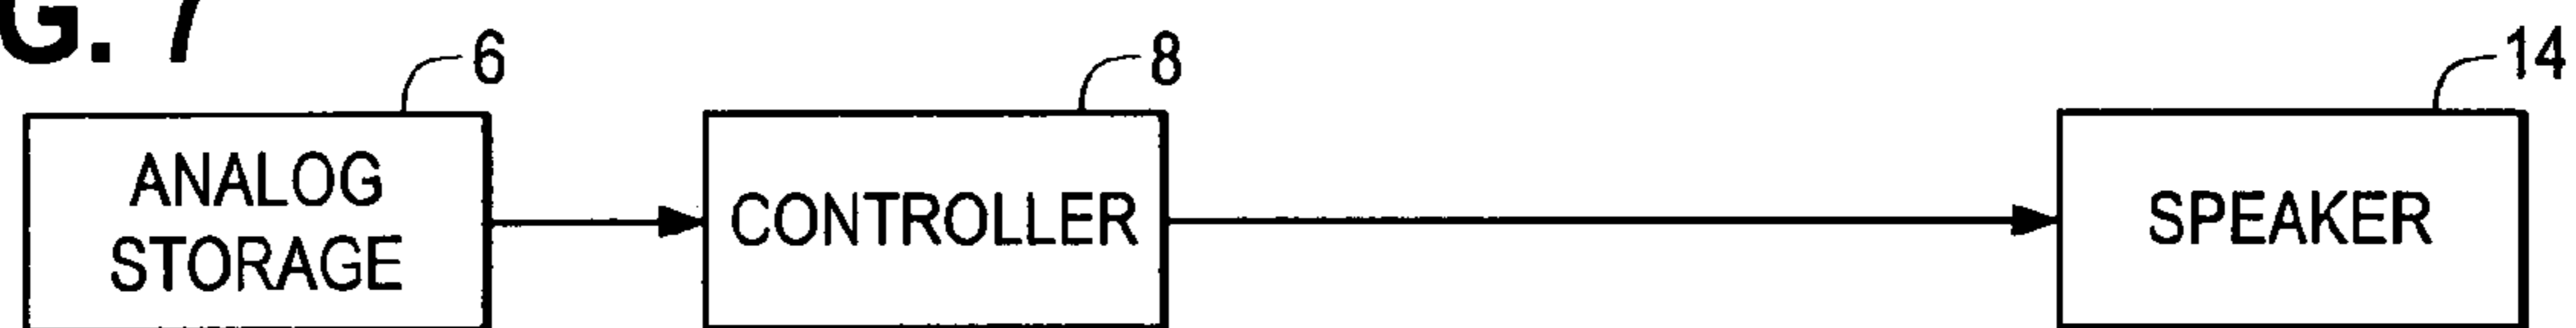 G. 7
6
8
14
ANALOG
STORAGE
CONTROLLER
SPEAKER